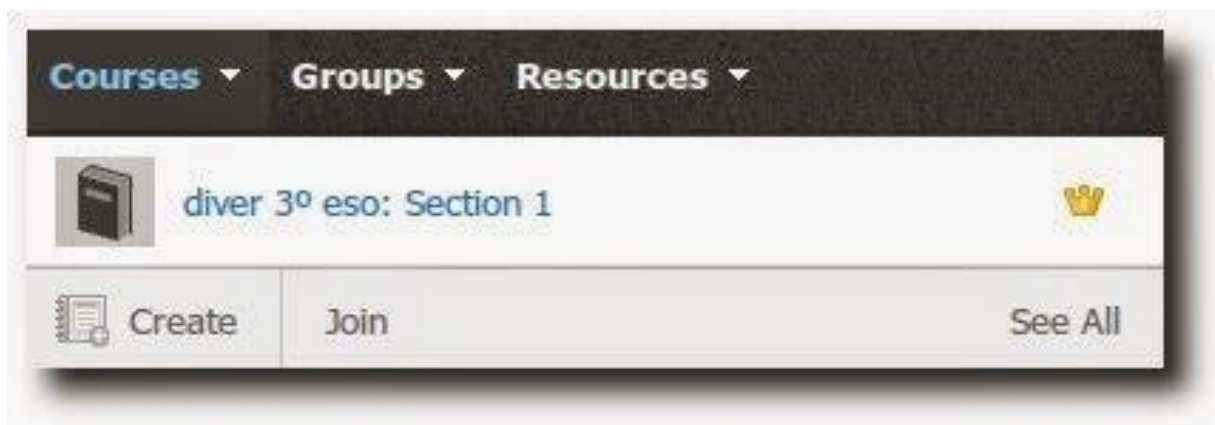 Courses Groups Resources
diver 3º eso: Section 1
Create Join See All